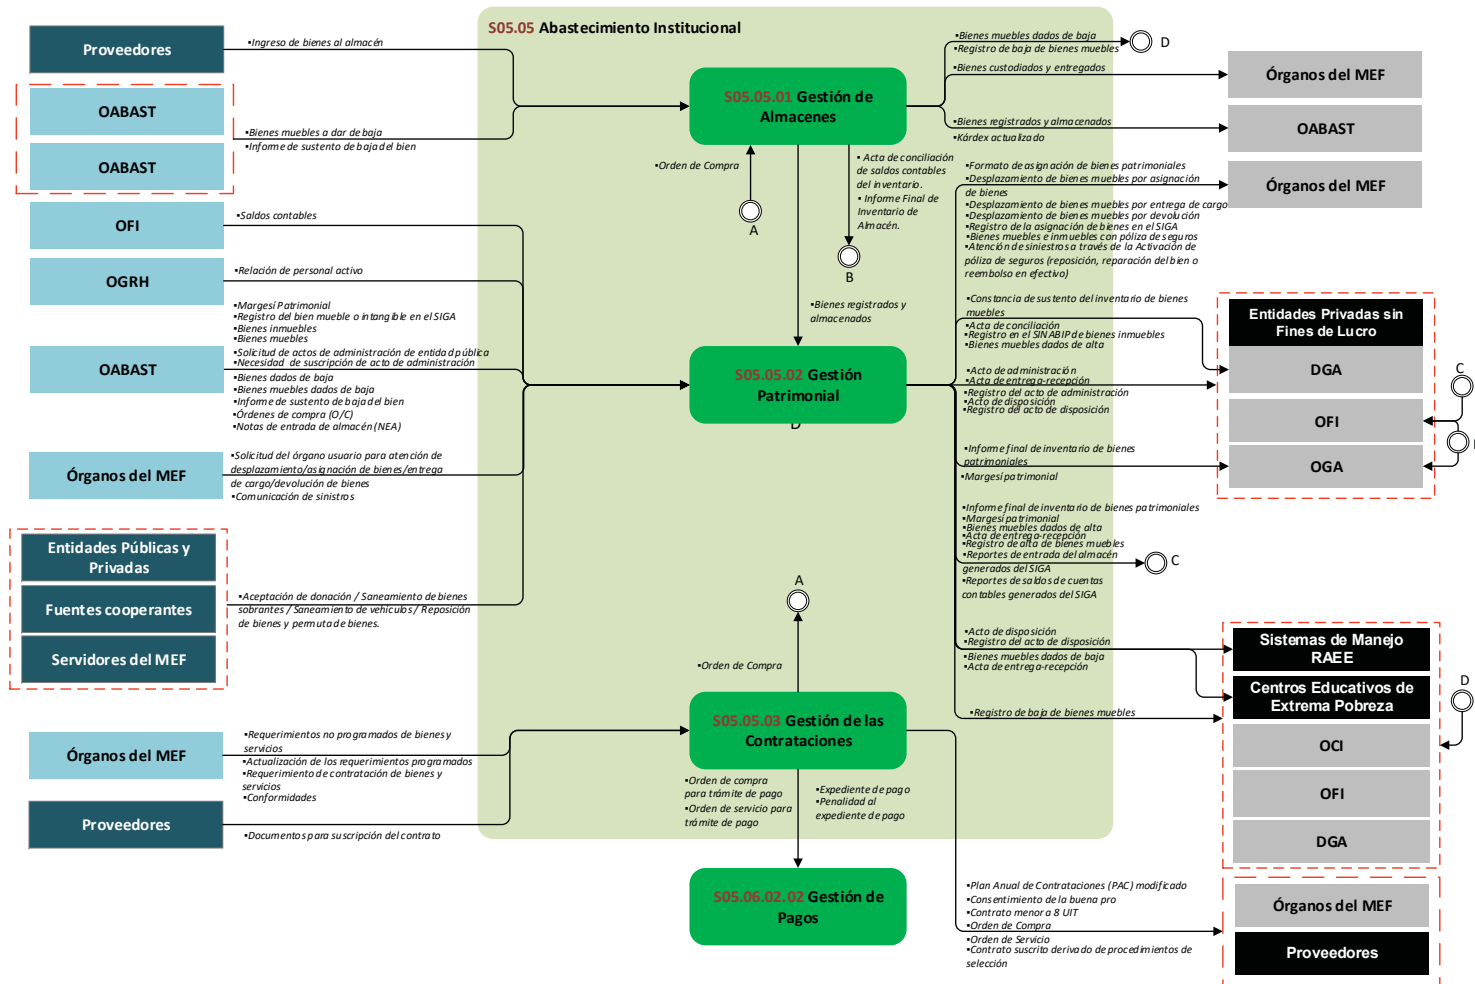 S05.05 Abastecimiento Institucional
Proveedores
▪Ingreso de bienes al almacén
OABAST
OABAST
▪Bienes muebles a dar de baja
▪Informe de sustento de baja del bien
OFI
▪Saldos contables
OGRH
▪Relación de personal activo
▪Margesí Patrimonial
▪Registro del bien mueble o intangible en el SIGA
▪Bienes inmuebles
▪Bienes muebles
▪Solicitud de actos de administración de entidad pública
▪Necesidad de suscripción de acto de administración
OABAST
▪Bienes dados de baja
▪Bienes muebles dados de baja
▪Informe de sustento de baja del bien
▪Órdenes de compra (O/C)
▪Notas de entrada de almacén (NEA)
Órganos del MEF
▪Solicitud del órgano usuario para atención de
desplazamiento/asignación de bienes/entrega
de cargo/devolución de bienes
▪Comunicación de sinistros
Entidades Públicas y
Privadas
Fuentes cooperantes
Servidores del MEF
▪Aceptación de donación / Saneamiento de bienes
sobrantes / Saneamiento de vehículos / Reposición
de bienes y permuta de bienes.
Órganos del MEF
▪Requerimientos no programados de bienes y
servicios
▪Actualización de los requerimientos programados
▪Requerimiento de contratación de bienes y
servicios
▪Conformidades
Proveedores
▪Documentos para suscripción del contrato
S05.05.01 Gestión de
Almacenes
▪Orden de Compra
A
▪ Acta de conciliación
de saldos contables
del inventario.
▪ Informe Final de
Inventario de
Almacén.
B
▪Bienes registrados y
almacenados
S05.05.02 Gestión
Patrimonial
D
A
▪Orden de Compra
S05.05.03 Gestión de las
Contrataciones
▪Orden de compra
para trámite de pago
▪Orden de servicio para
trámite de pago
▪Expediente de pago
▪Penalidad al
expediente de pago
S05.06.02.02 Gestión de
Pagos
▪Bienes muebles dados de baja
▪Registro de baja de bienes muebles
D
▪Bienes custodiados y entregados
Órganos del MEF
▪Bienes registrados y almacenados
▪Kárdex actualizado
OABAST
▪Formato de asignación de bienes patrimoniales
▪Desplazamiento de bienes muebles por asignación
de bienes
▪Desplazamiento de bienes muebles por entrega de cargo
▪Desplazamiento de bienes muebles por devolución
▪Registro de la asignación de bienes en el SIGA
▪Bienes muebles e inmuebles con póliza de seguros
▪Atención de siniestros a través de la Activación de
póliza de seguros (reposición, reparación del bien o
reembolso en efectivo)
Órganos del MEF
▪Constancia de sustento del inventario de bienes
muebles
▪Acta de conciliación
▪Registro en el SINABIP de bienes inmuebles
▪Bienes muebles dados de alta
▪Acto de administración
▪Acta de entrega-recepción
▪Registro del acto de administración
▪Acto de disposición
▪Registro del acto de disposición
▪Informe final de inventario de bienes
patrimoniales
▪Margesí patrimonial
Entidades Privadas sin
Fines de Lucro
DGA
OFI
OGA
C
▪Informe final de inventario de bienes patrimoniales
▪Margesí patrimonial
▪Bienes muebles dados de alta
▪Acta de entrega-recepción
▪Registro de alta de bienes muebles
▪Reportes de entrada del almacén
generados del SIGA
▪Reportes de saldos de cuentas
contables generados del SIGA
C
▪Acto de disposición
▪Registro del acto de disposición
▪Bienes muebles dados de baja
▪Acta de entrega-recepción
▪Registro de baja de bienes muebles
Sistemas de Manejo
RAEE
Centros Educativos de
Extrema Pobreza
OCI
OFI
DGA
D
▪Plan Anual de Contrataciones (PAC) modificado
▪Consentimiento de la buena pro
▪Contrato menor a 8 UIT
▪Orden de Compra
▪Orden de Servicio
▪Contrato suscrito derivado de procedimientos de
selección
Órganos del MEF
Proveedores